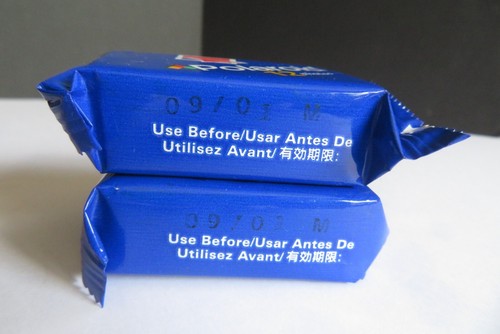 Polaroid
09/01 M
Use Before/Usar Antes De
Utilisez Avant/有効期限:
M
Use Before/Usar Antes De
Utilisez Avant/有効期限: